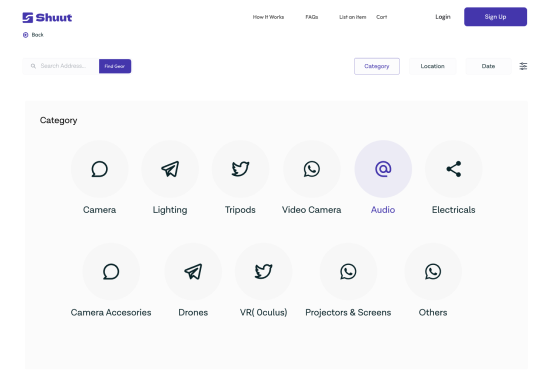 Shuut
How it Works FAQs List an item Cart Login Sign Up
Back
Search Address... Find Gear Category Location Date
Category
Camera Lighting Tripods Video Camera Audio Electricals
Camera Accesories Drones VR( Oculus) Projectors & Screens Others